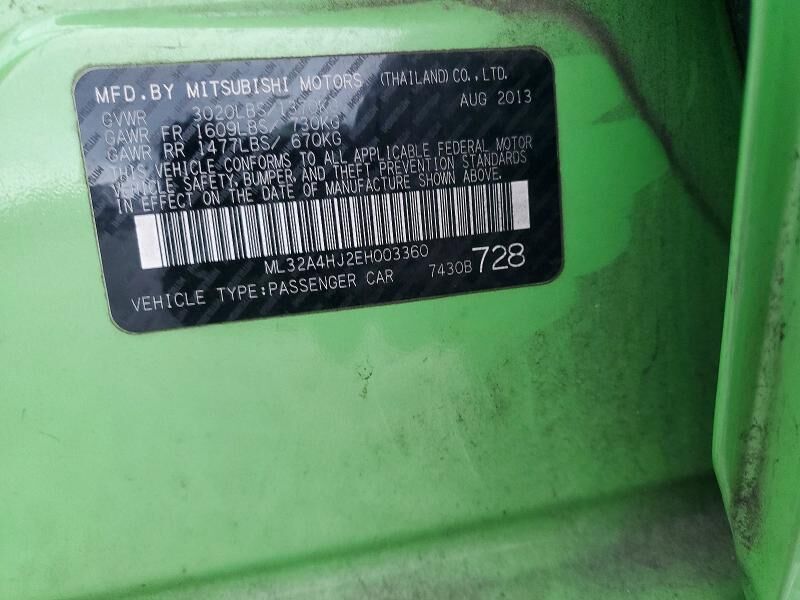 MFD.BY MITSUBISHI MOTORS (THAILAND) CO.,LTD.
GVWR 3020LBS/ AUG 2013
GAWR FR 1609LBS/ 730KG
GAWR RR 1477LBS/ 670KG
THIS VEHICLE CONFORMS TO ALL APPLICABLE FEDERAL MOTOR
VEHICLE SAFETY, BUMPER, AND THEFT PREVENTION STANDARDS
IN EFFECT ON THE DATE OF MANUFACTURE SHOWN ABOVE.
ML32A4HJ2EH003360
VEHICLE TYPE:PASSENGER CAR 7430B 728